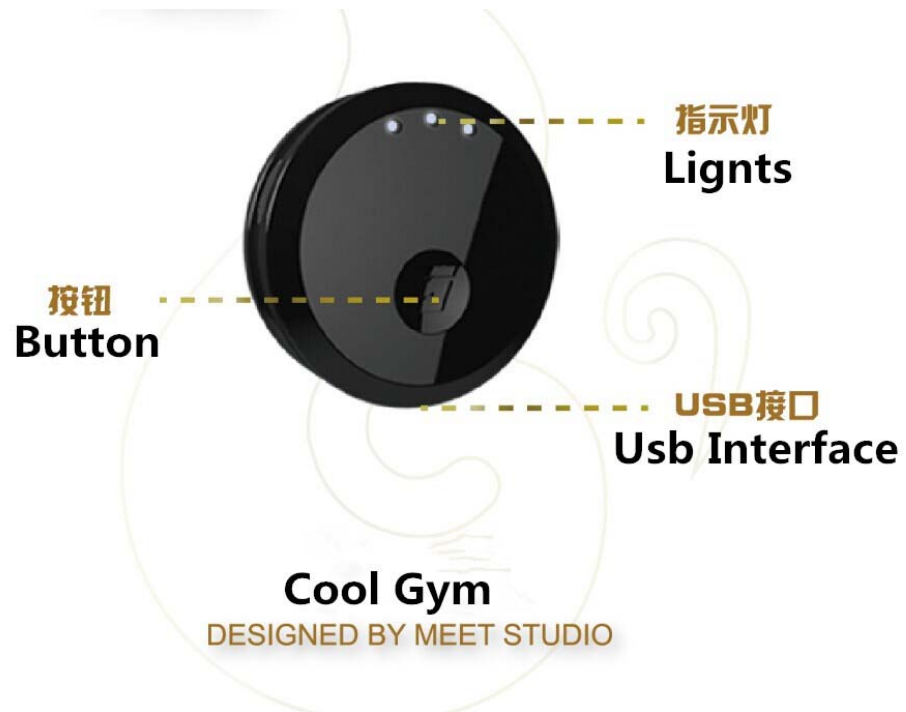 指示灯
Lignts
按钮
Button
USB接口
Usb Interface
Cool Gym
DESIGNED BY MEET STUDIO